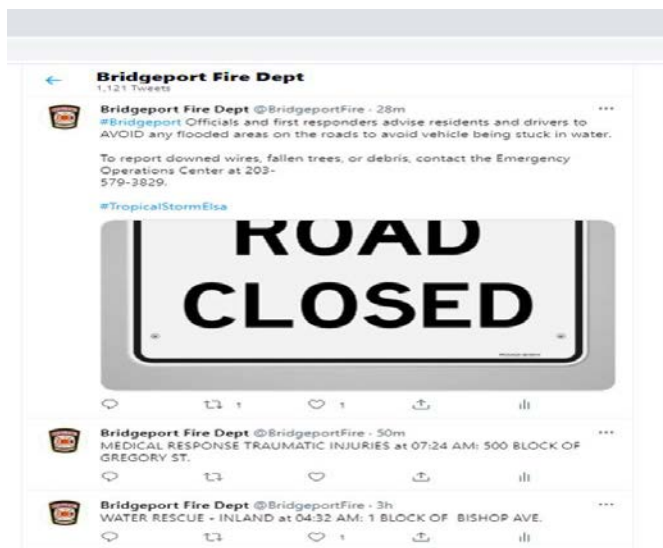 Bridgeport Fire Dept
1,121 Tweets
Bridgeport Fire Dept @BridgeportFire · 28m
#Bridgeport Officials and first responders advise residents and drivers to
AVOID any flooded areas on the roads to avoid vehicle being stuck in water.
To report downed wires, fallen trees, or debris, contact the Emergency
Operations Center at 203-
579-3829.
#TropicalStormElsa
ROAD
CLOSED
1 1
Bridgeport Fire Dept @BridgeportFire · 50m
MEDICAL RESPONSE TRAUMATIC INJURIES at 07:24 AM: 500 BLOCK OF
GREGORY ST.
Bridgeport Fire Dept @BridgeportFire · 3h
WATER RESCUE - INLAND at 04:32 AM: 1 BLOCK OF BISHOP AVE.
1